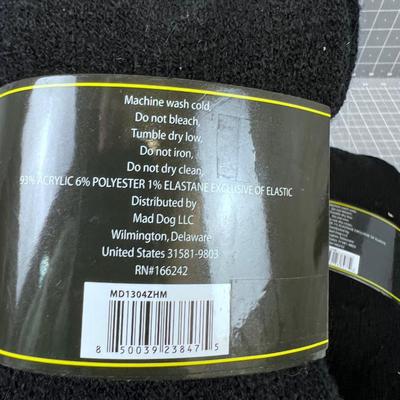 Machine wash cold,
Do not bleach,
Tumble dry low,
Do not iron,
Do not dry clean,
93% ACRYLIC 6% POLYESTER 1% ELASTANE EXCLUSIVE OF ELASTIC
Distributed by
Mad Dog LLC
Wilmington, Delaware
United States 31581-9803
RN#166242
MD1304ZHM
8 50039 23847 5